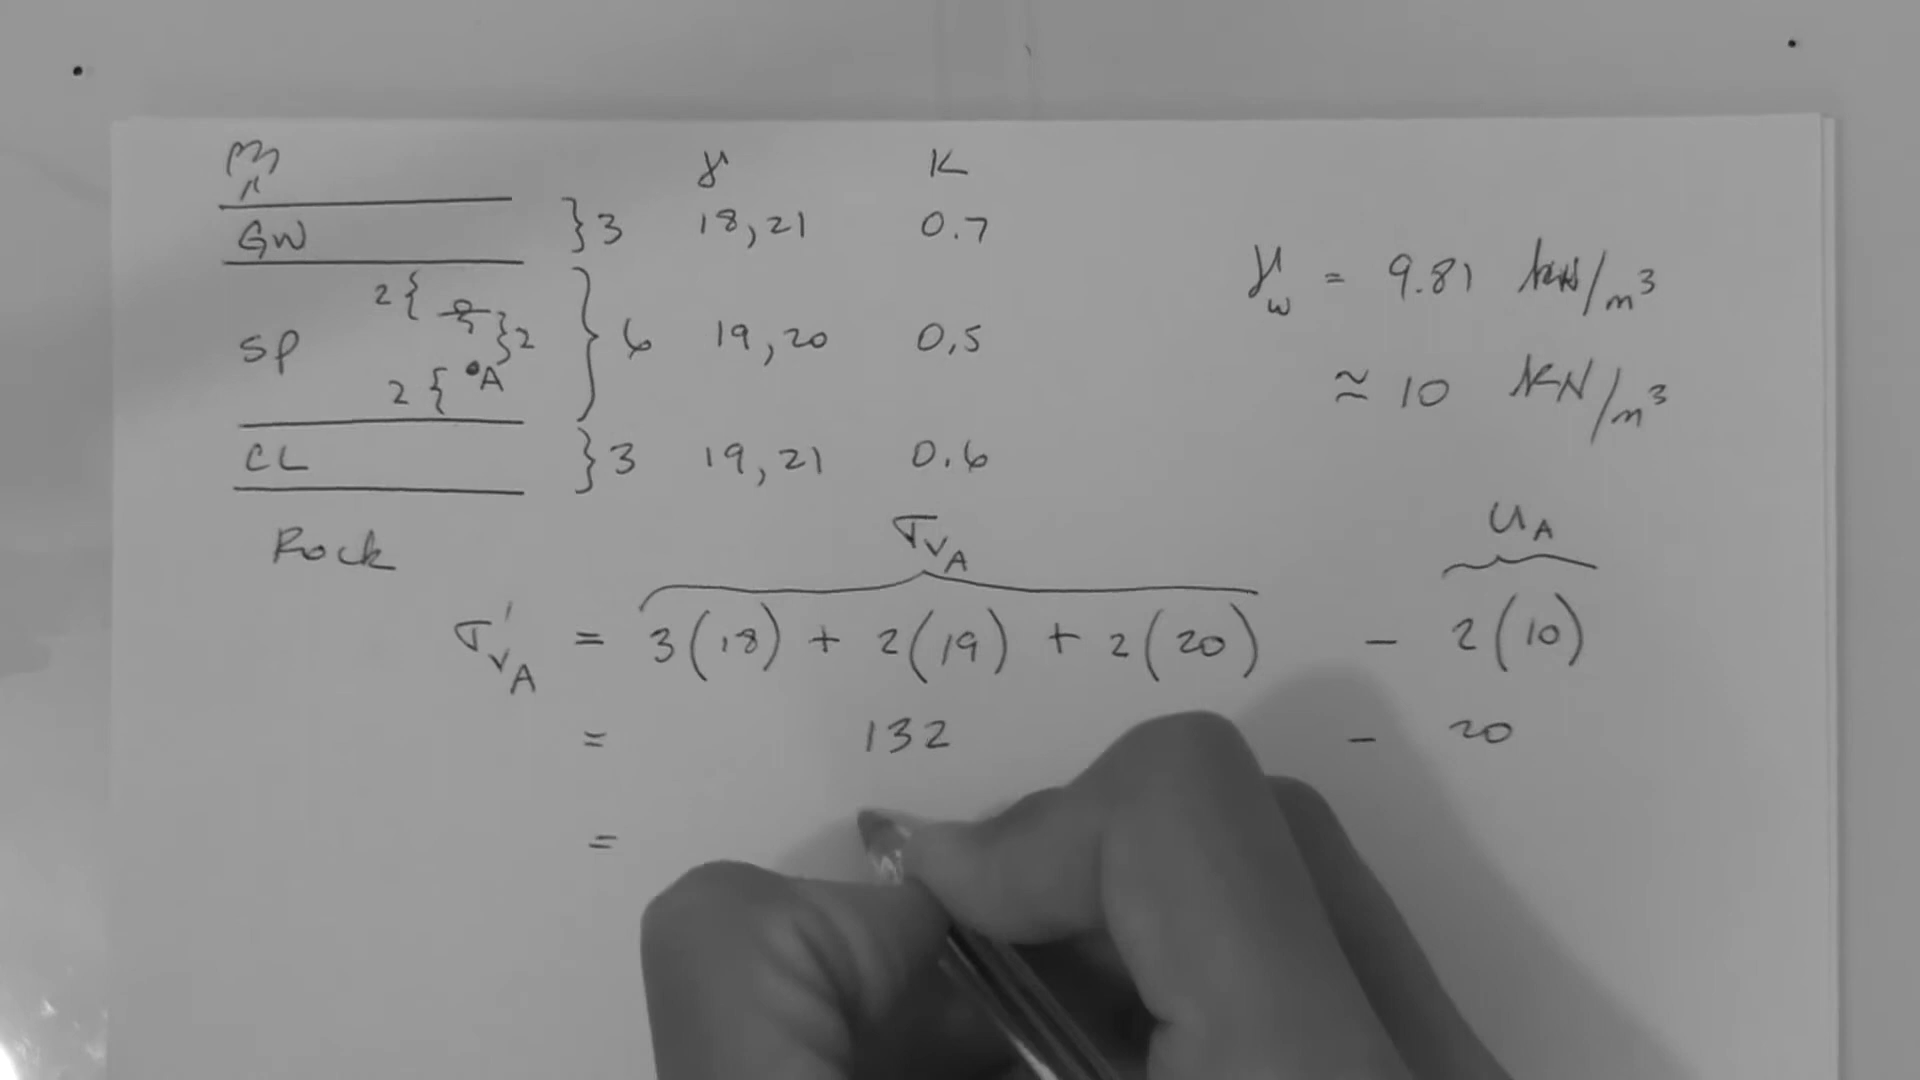 γ K
GW }3 18,21 0.7
2{
SP }2 }6 19,20 0.5
2{ •A
CL }3 19,21 0.6
Rock
γw = 9.81 kN/m³
≈ 10 kN/m³
σvA uA
σ'vA = 3(18) + 2(19) + 2(20) - 2(10)
= 132 - 20
=